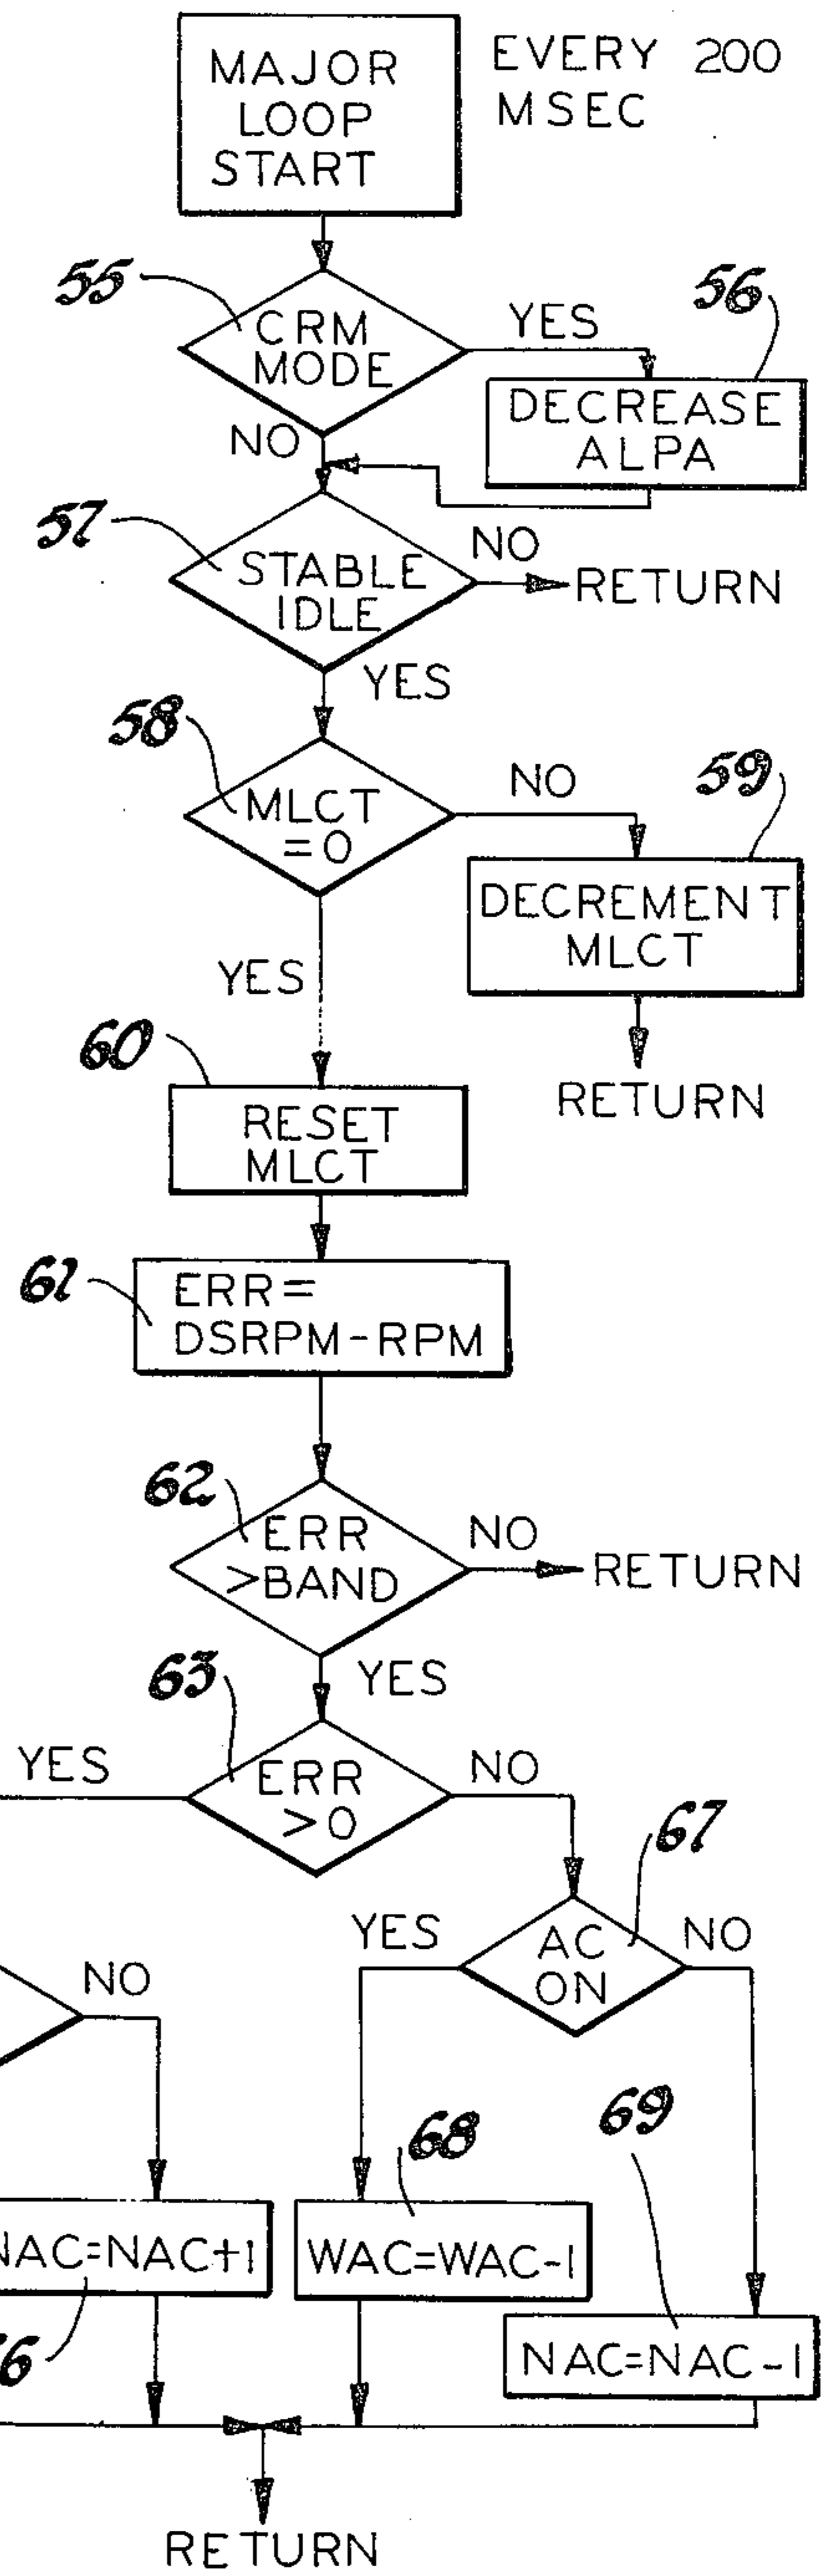 MAJOR
LOOP
START
EVERY 200
MSEC
55
CRM
MODE
YES
56
DECREASE
ALPA
NO
57
STABLE
IDLE
NO
RETURN
YES
58
MLCT
=0
NO
59
DECREMENT
MLCT
YES
RETURN
60
RESET
MLCT
61
ERR=
DSRPM-RPM
62
ERR
>BAND
NO
RETURN
YES
63
ERR
>0
YES
NO
67
AC
ON
YES
NO
NO
68
69
NAC=NAC+1
WAC=WAC-1
NAC=NAC-1
RETURN